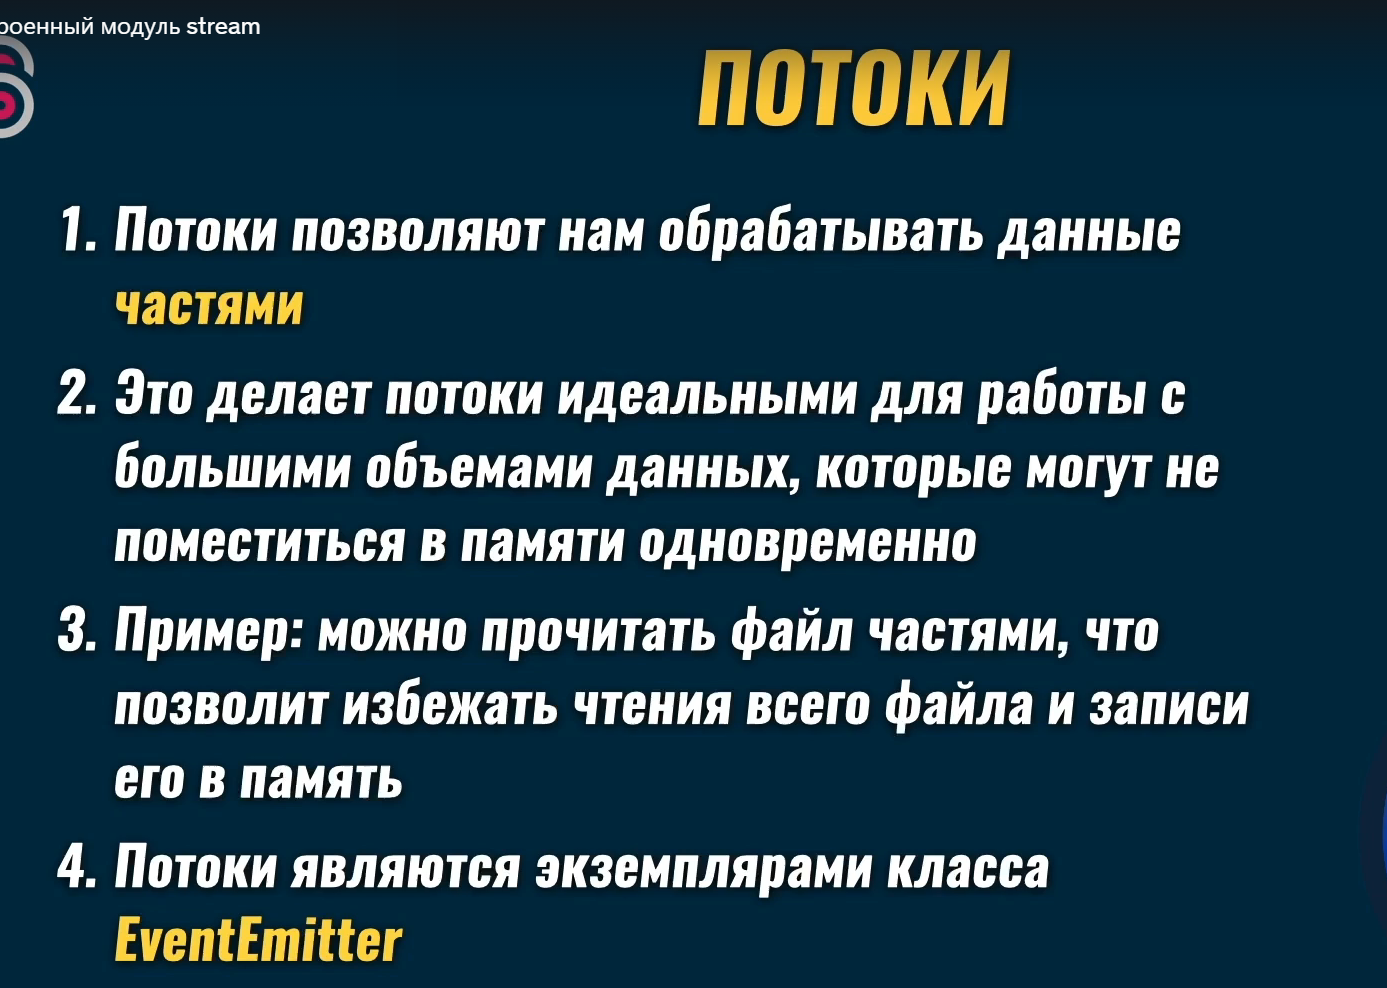 модуль stream
ПОТОКИ
1. Потоки позволяют нам обрабатывать данные
частями
2. Это делает потоки идеальными для работы с
большими объемами данных, которые могут не
поместиться в памяти одновременно
3. Пример: можно прочитать файл частями, что
позволит избежать чтения всего файла и записи
его в память
4. Потоки являются экземплярами класса
EventEmitter